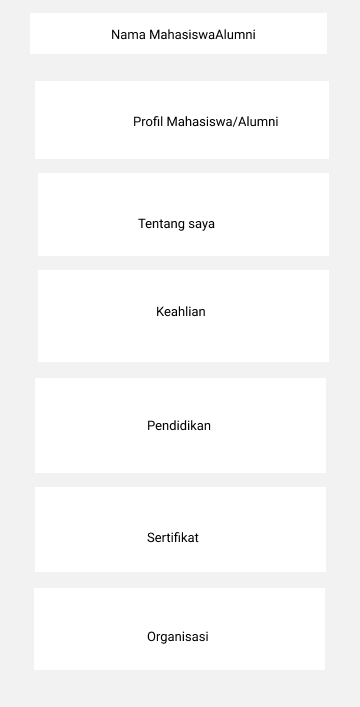 Nama MahasiswaAlumni
Profil Mahasiswa/Alumni
Tentang saya
Keahlian
Pendidikan
Sertifikat
Organisasi